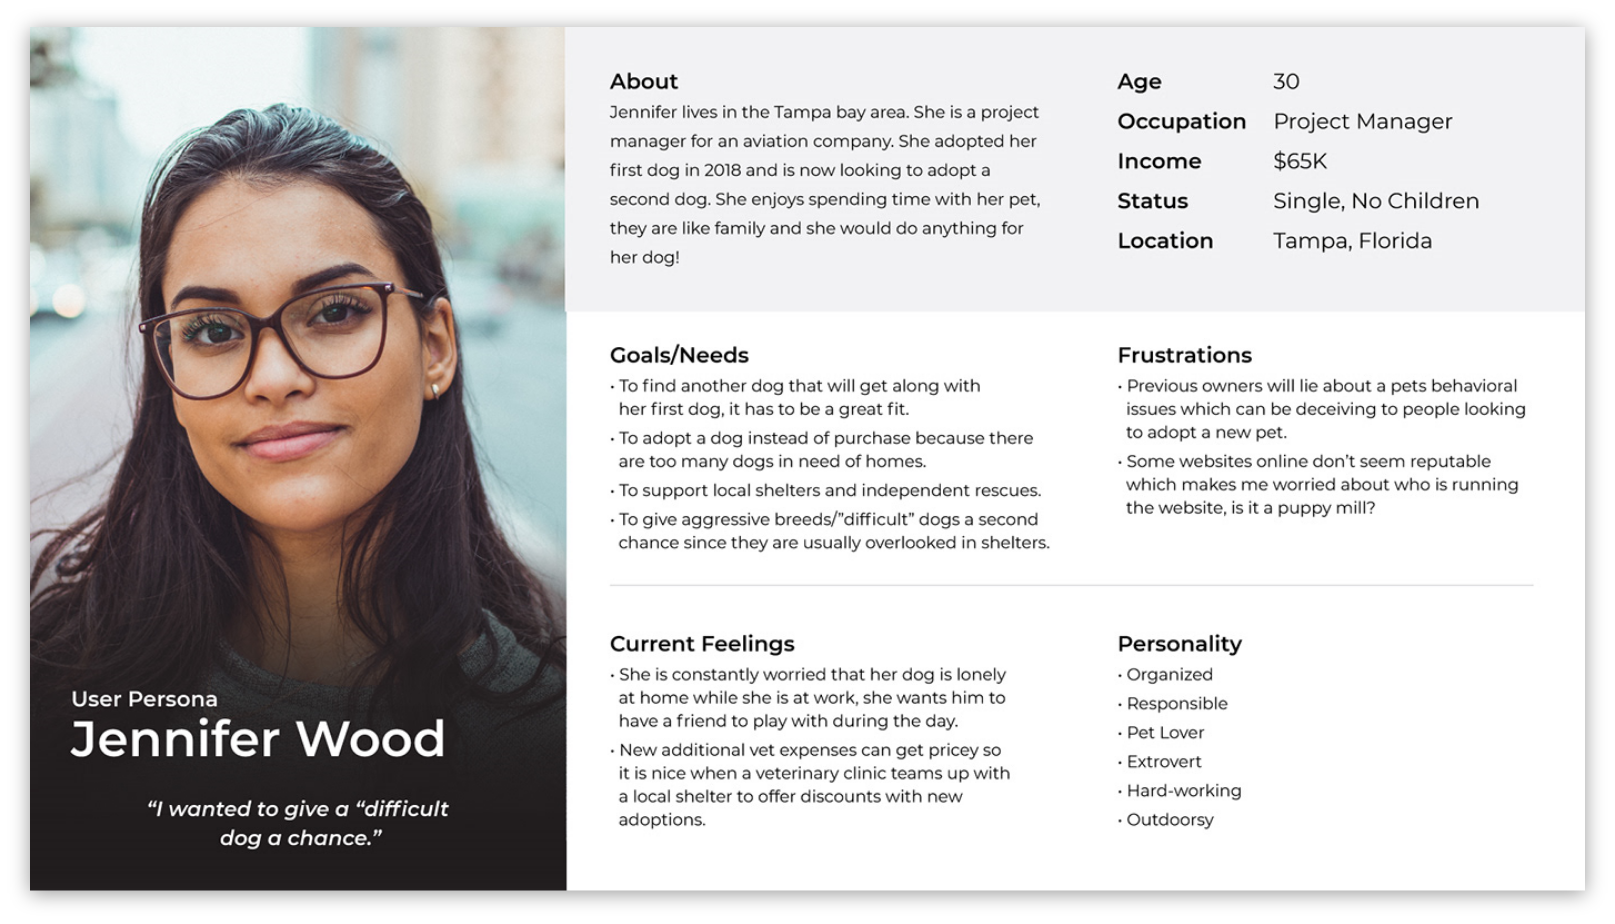 User Persona
Jennifer Wood
“I wanted to give a “difficult
dog a chance.”
About
Jennifer lives in the Tampa bay area. She is a project
manager for an aviation company. She adopted her
first dog in 2018 and is now looking to adopt a
second dog. She enjoys spending time with her pet,
they are like family and she would do anything for
her dog!
Age 30
Occupation Project Manager
Income $65K
Status Single, No Children
Location Tampa, Florida
Goals/Needs
• To find another dog that will get along with
her first dog, it has to be a great fit.
• To adopt a dog instead of purchase because there
are too many dogs in need of homes.
• To support local shelters and independent rescues.
• To give aggressive breeds/”difficult” dogs a second
chance since they are usually overlooked in shelters.
Frustrations
• Previous owners will lie about a pets behavioral
issues which can be deceiving to people looking
to adopt a new pet.
• Some websites online don’t seem reputable
which makes me worried about who is running
the website, is it a puppy mill?
Current Feelings
• She is constantly worried that her dog is lonely
at home while she is at work, she wants him to
have a friend to play with during the day.
• New additional vet expenses can get pricey so
it is nice when a veterinary clinic teams up with
a local shelter to offer discounts with new
adoptions.
Personality
• Organized
• Responsible
• Pet Lover
• Extrovert
• Hard-working
• Outdoorsy